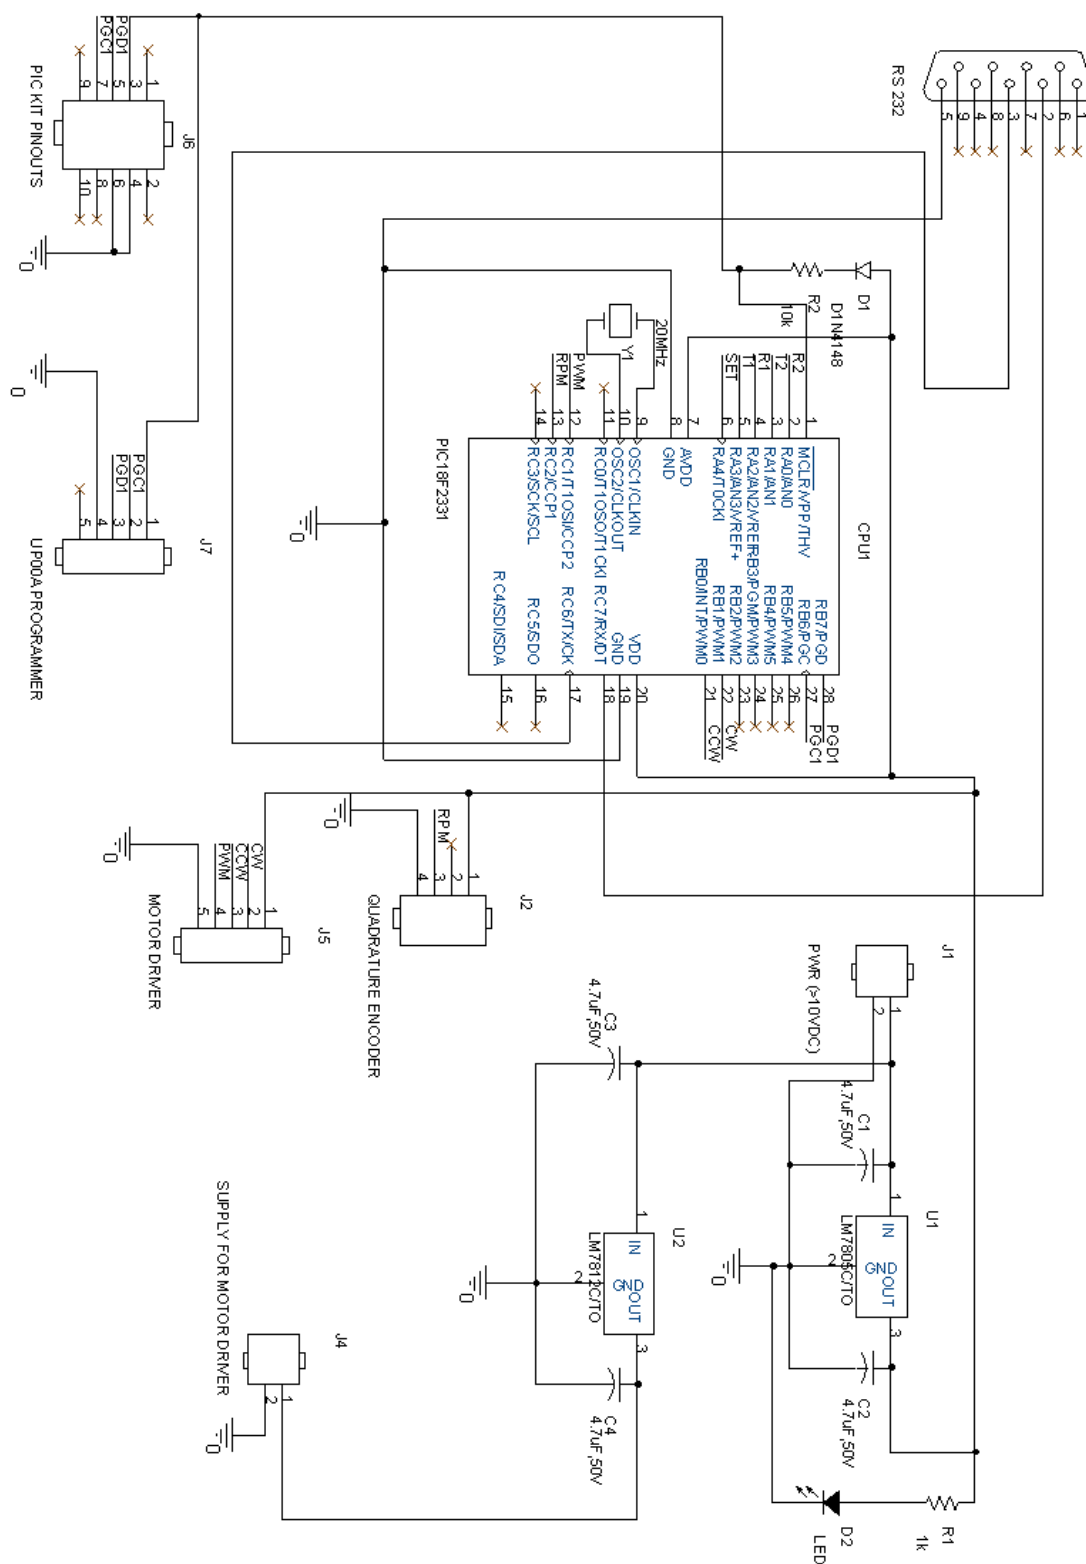 RS 232
5
9
4
8
3
7
2
6
1
PGC1
PGD1
9
7
5
3
1
J6
10
8
6
4
2
PIC KIT PINOUTS
0
0
PGD1
PGC1
5
4
3
2
1
J7
UP00A PROGRAMMER
D1
D1N4148
R2
10k
20MHz
Y1
RPM
PWM
SET
T1
R1
T2
R2
14
13
12
11
10
9
8
7
6
5
4
3
2
1
PIC18F2331
CPU1
MCLR/VPP/THV
RA0/AN0
RA1/AN1
RA2/AN2/VREF-
RA3/AN3/VREF+
RA4/T0CKI
AVDD
GND
OSC1/CLKIN
OSC2/CLKOUT
RC0/T1OSO/T1CKI
RC1/T1OSI/CCP2
RC2/CCP1
RC3/SCK/SCL
RB7/PGD
RB6/PGC
RB5/PWM4
RB4/PWM5
RB3/PGM/PWM3
RB2/PWM2
RB1/PWM1
RB0/INT/PWM0
VDD
GND
RC7/RX/DT
RC6/TX/CK
RC5/SDO
RC4/SDI/SDA
15
16
17
18
19
20
21
22
23
24
25
26
27
28
0
CCW
CW
PGC1
PGD1
0
RPM
4
3
2
1
J2
QUADRATURE ENCODER
0
PWM
CCW
CW
5
4
3
2
1
J5
MOTOR DRIVER
J1
PWR (>10VDC)
2
1
C3
4.7uF,50V
C1
4.7uF,50V
U1
LM7805C/TO
IN
GND
OUT
1
2
3
0
C2
4.7uF,50V
U2
LM7812C/TO
IN
GND
OUT
1
2
3
0
C4
4.7uF,50V
SUPPLY FOR MOTOR DRIVER
J4
2
1
0
R1
1k
D2
LED